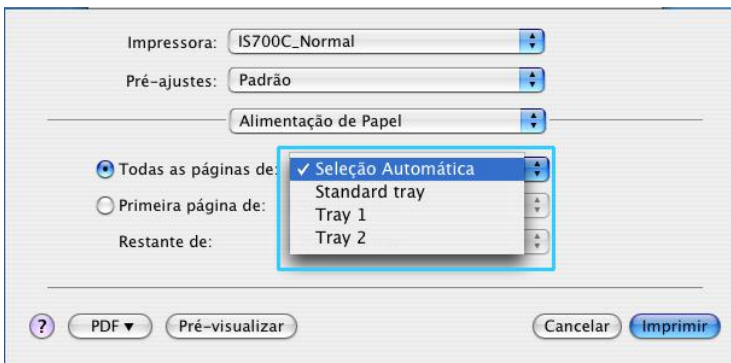 Impressora: IS700C_Normal
Pré-ajustes: Padrão
Alimentação de Papel
Todas as páginas de: ✓ Seleção Automática
Standard tray
Primeira página de: Tray 1
Restante de: Tray 2
? PDF ▼ Pré-visualizar Cancelar Imprimir